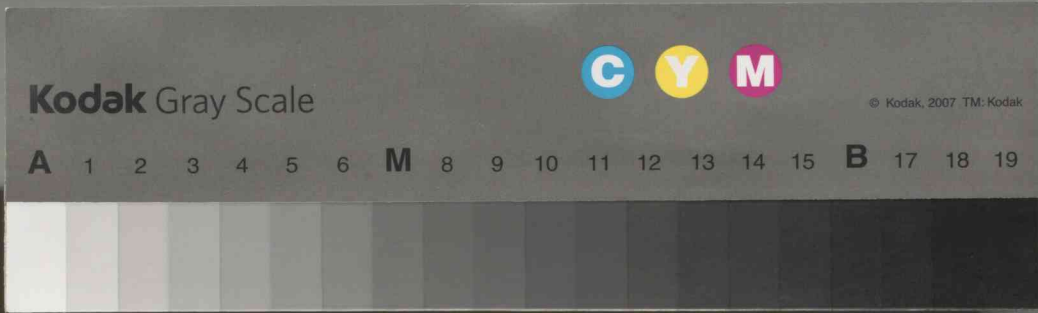 C Y M
Kodak Gray Scale
© Kodak, 2007 TM: Kodak
A 1 2 3 4 5 6 M 8 9 10 11 12 13 14 15 B 17 18 19